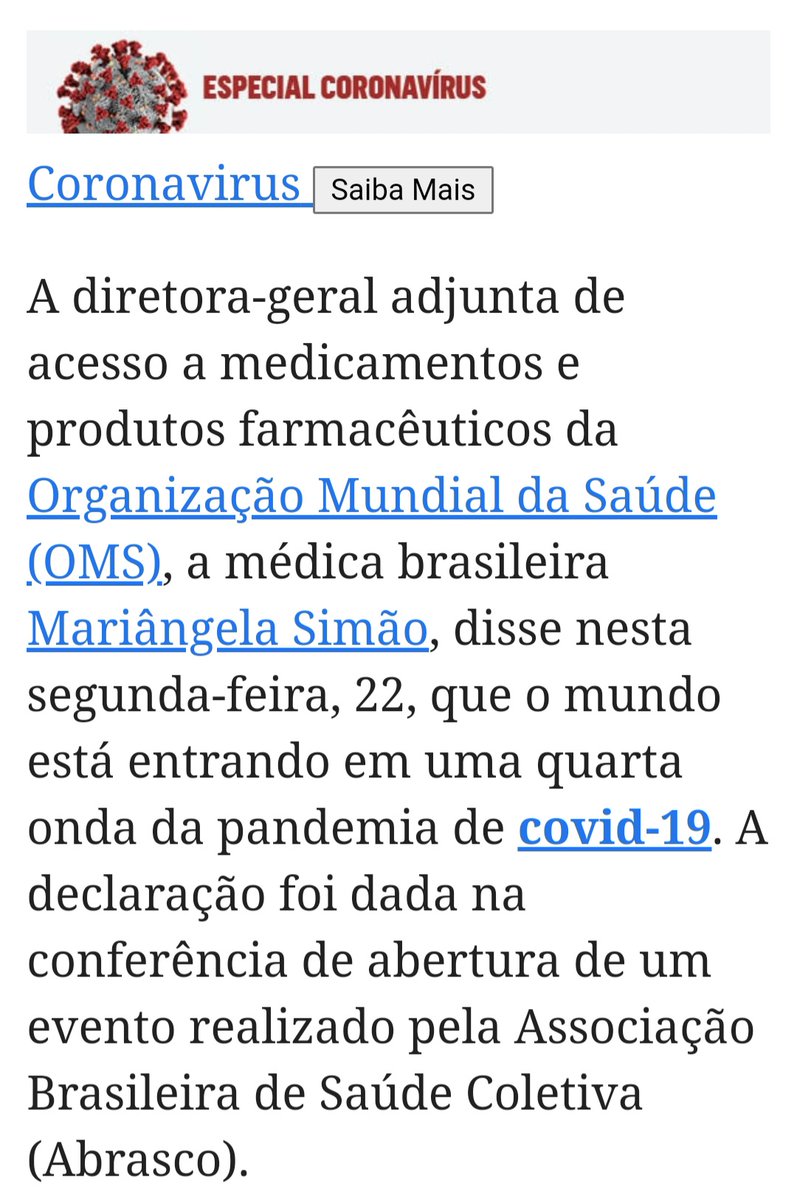 ESPECIAL CORONAVÍRUS
Coronavirus Saiba Mais
A diretora-geral adjunta de
acesso a medicamentos e
produtos farmacêuticos da
Organização Mundial da Saúde
(OMS), a médica brasileira
Mariângela Simão, disse nesta
segunda-feira, 22, que o mundo
está entrando em uma quarta
onda da pandemia de covid-19. A
declaração foi dada na
conferência de abertura de um
evento realizado pela Associação
Brasileira de Saúde Coletiva
(Abrasco).